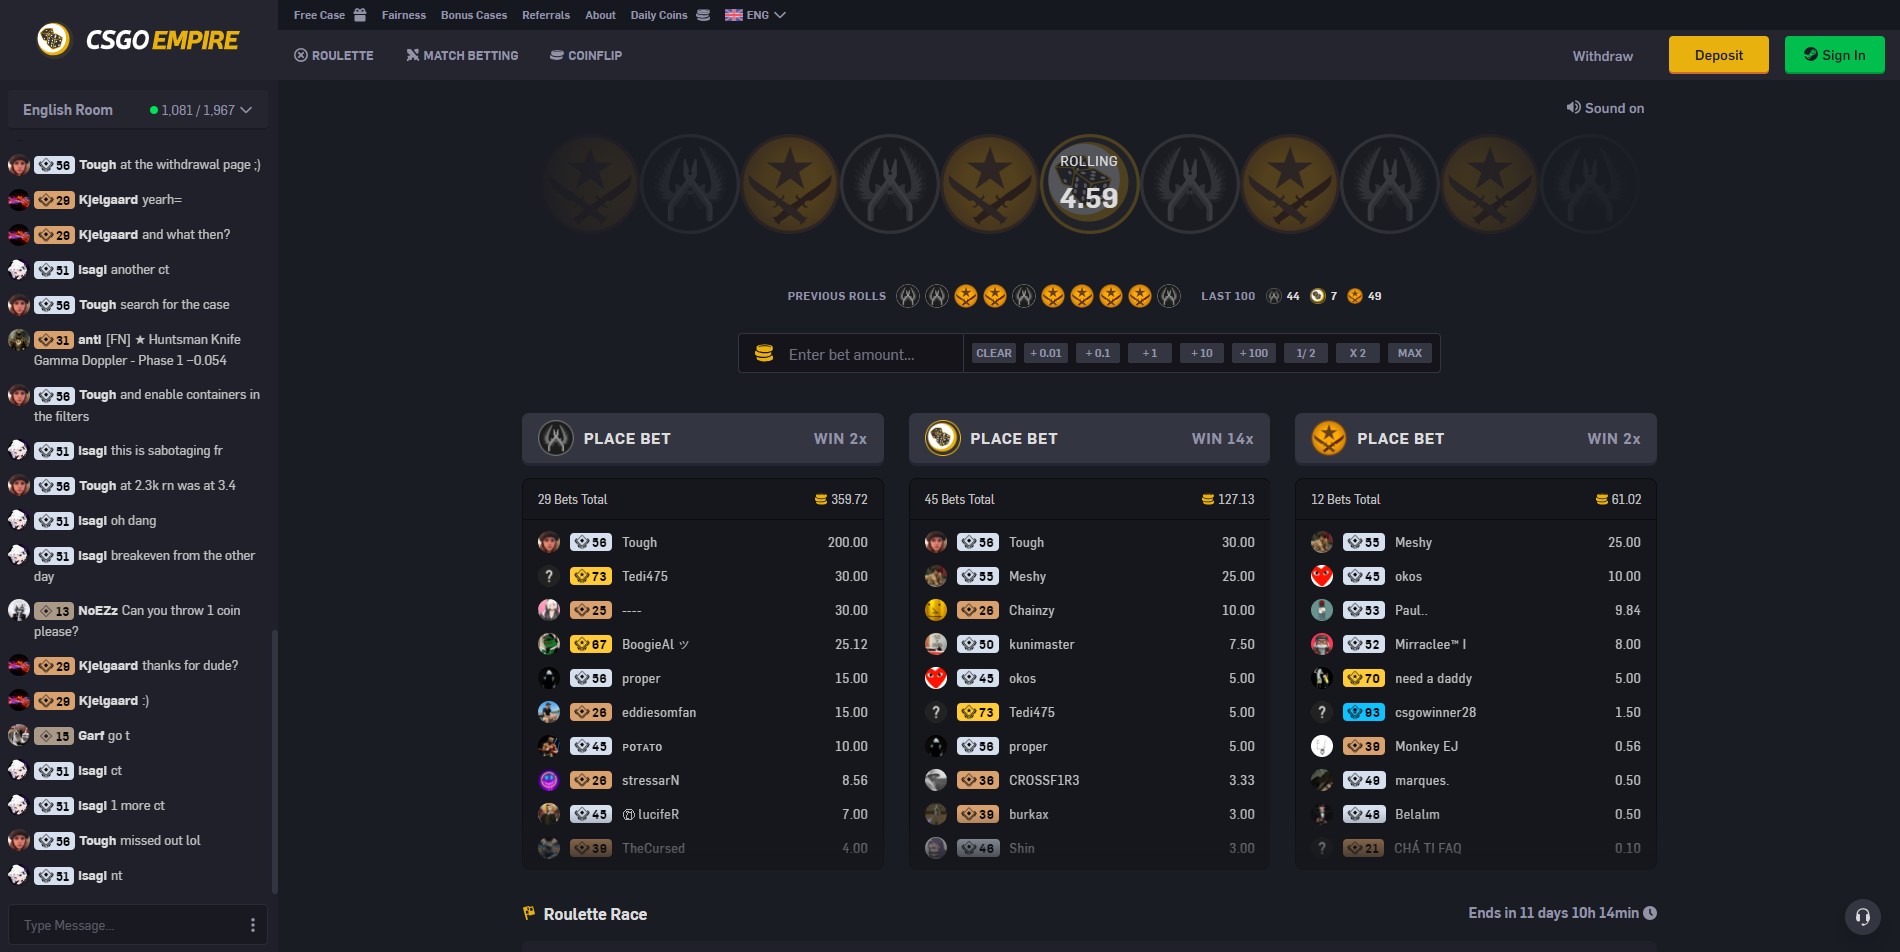 CSGOEMPIRE
Free Case Fairness Bonus Cases Referrals About Daily Coins ENG
ROULETTE MATCH BETTING COINFLIP
Withdraw Deposit Sign In
English Room 1,081 / 1,967
56 Tough at the withdrawal page ;)
29 Kjelgaard yearh=
29 Kjelgaard and what then?
51 Isagi another ct
56 Tough search for the case
31 anti [FN] ★ Huntsman Knife
Gamma Doppler - Phase 1 ~0.054
56 Tough and enable containers in
the filters
51 Isagi this is sabotaging fr
56 Tough at 2.3k rn was at 3.4
51 Isagi oh dang
51 Isagi breakeven from the other
day
13 NoEZz Can you throw 1 coin
please?
29 Kjelgaard thanks for dude?
29 Kjelgaard :)
15 Garf go t
51 Isagi ct
51 Isagi 1 more ct
56 Tough missed out lol
51 Isagi nt
Type Message...
Sound on
ROLLING
4.59
PREVIOUS ROLLS LAST 100 44 7 49
Enter bet amount... CLEAR + 0.01 + 0.1 + 1 + 10 + 100 1/ 2 X 2 MAX
PLACE BET WIN 2x
29 Bets Total 359.72
56 Tough 200.00
73 Tedi475 30.00
25 ---- 30.00
67 BoogieAl ツ 25.12
56 proper 15.00
26 eddiesomfan 15.00
45 ᴘᴏᴛᴀᴛᴏ 10.00
26 stressarN 8.56
45 lucifeR 7.00
39 TheCursed 4.00
PLACE BET WIN 14x
45 Bets Total 127.13
56 Tough 30.00
55 Meshy 25.00
26 Chainzy 10.00
50 kunimaster 7.50
45 okos 5.00
73 Tedi475 5.00
56 proper 5.00
36 CROSSF1R3 3.33
39 burkax 3.00
46 Shin 3.00
PLACE BET WIN 2x
12 Bets Total 61.02
55 Meshy 25.00
45 okos 10.00
53 Paul.. 9.84
52 Mirraclee™ I 8.00
70 need a daddy 5.00
93 csgowinner28 1.50
39 Monkey EJ 0.56
49 marques. 0.50
48 Belalım 0.50
21 CHÁ TI FAQ 0.10
Roulette Race
Ends in 11 days 10h 14min